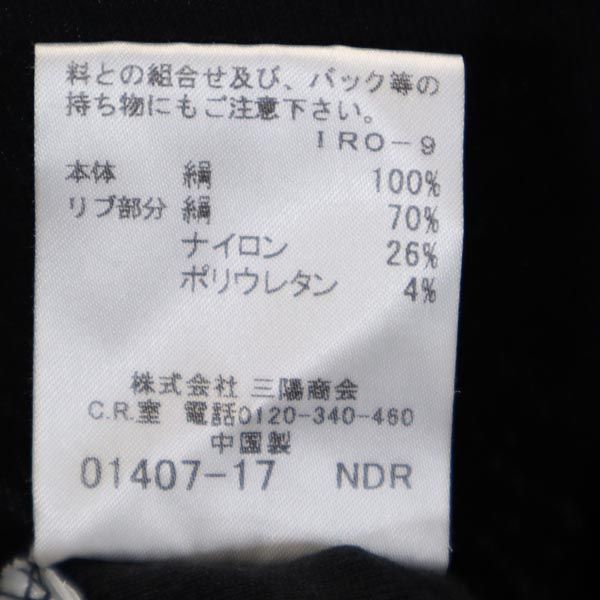 料との組合せ及び、バック等の
持ち物にもご注意下さい。
IRO-9
本体 絹 100%
リブ部分 絹 70%
ナイロン 26%
ポリウレタン 4%
株式会社 三陽商会
C.R.室 電話0120-340-460
中国製
01407-17 NDR